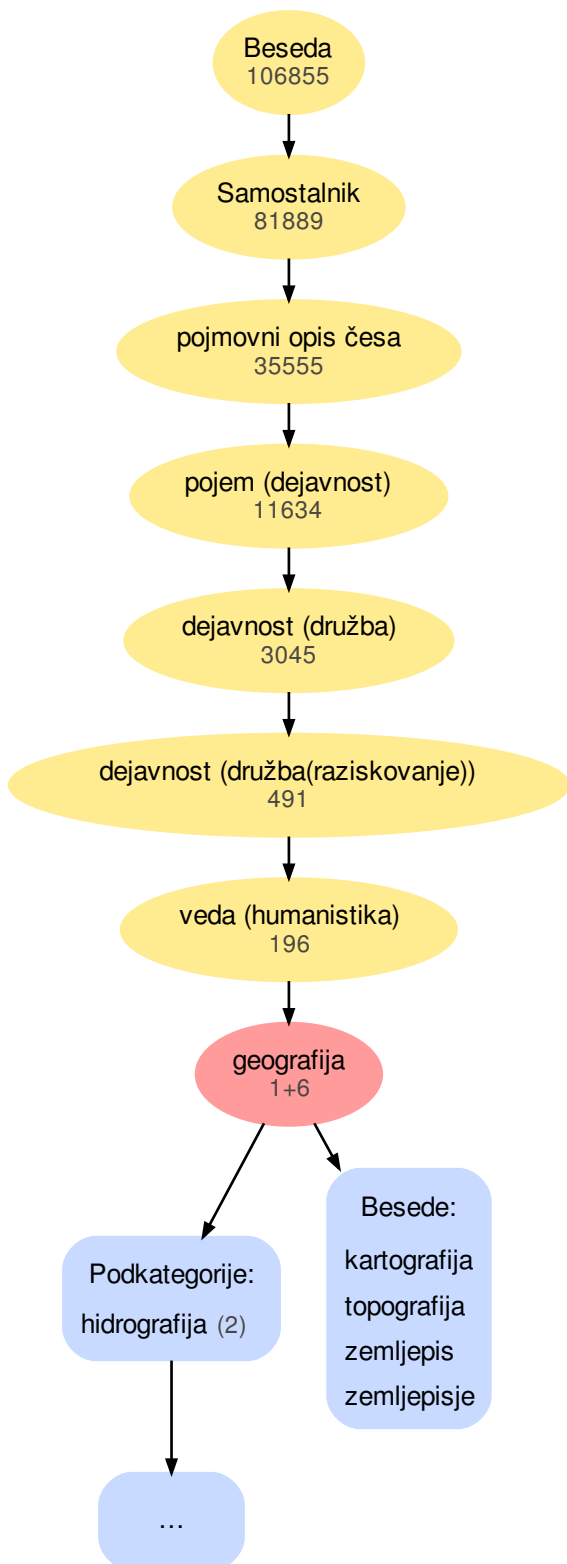 Beseda
106855
Samostalnik
81889
pojmovni opis česa
35555
pojem (dejavnost)
11634
dejavnost (družba)
3045
dejavnost (družba(raziskovanje))
491
veda (humanistika)
196
geografija
1+6
Podkategorije:
hidrografija (2)
Besede:
kartografija
topografija
zemljepis
zemljepisje
...